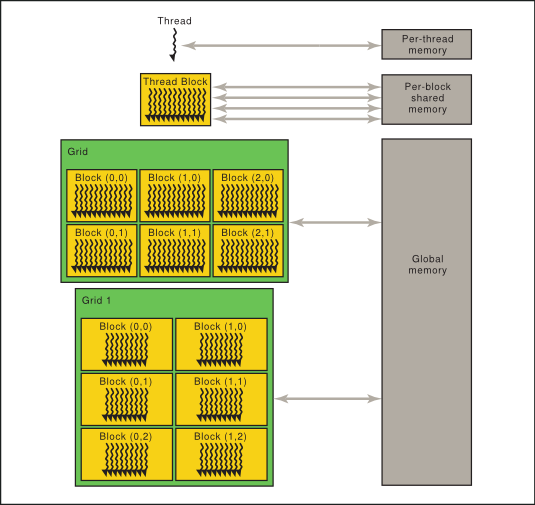 Thread
Per-thread
memory
Thread Block
Per-block
shared
memory
Grid
Block (0,0) Block (1,0) Block (2,0)
Block (0,1) Block (1,1) Block (2,1)
Global
memory
Grid 1
Block (0,0) Block (1,0)
Block (0,1) Block (1,1)
Block (0,2) Block (1,2)